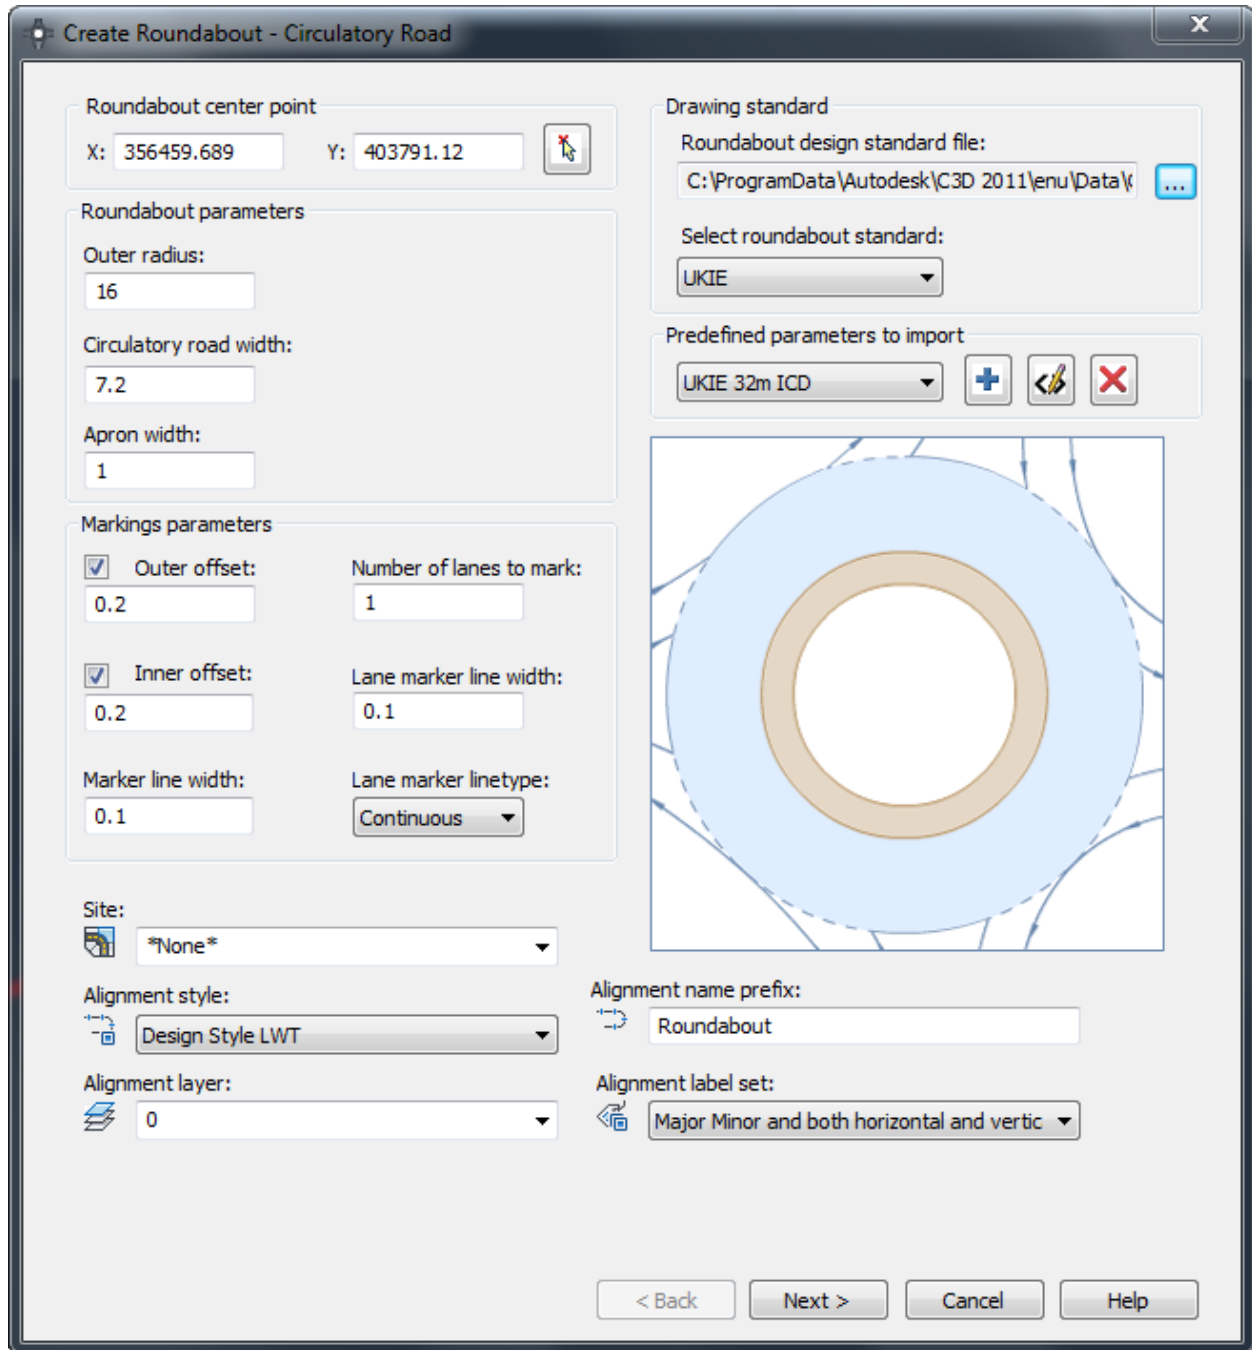 Create Roundabout - Circulatory Road
Roundabout center point
X: 356459.689 Y: 403791.12
Roundabout parameters
Outer radius:
16
Circulatory road width:
7.2
Apron width:
1
Markings parameters
Outer offset:
0.2
Number of lanes to mark:
1
Inner offset:
0.2
Lane marker line width:
0.1
Marker line width:
0.1
Lane marker linetype:
Continuous
Drawing standard
Roundabout design standard file:
C:\ProgramData\Autodesk\C3D 2011\enu\Data\
...
Select roundabout standard:
UKIE
Predefined parameters to import
UKIE 32m ICD
Site:
*None*
Alignment style:
Design Style LWT
Alignment layer:
0
Alignment name prefix:
Roundabout
Alignment label set:
Major Minor and both horizontal and vertic
< Back Next > Cancel Help